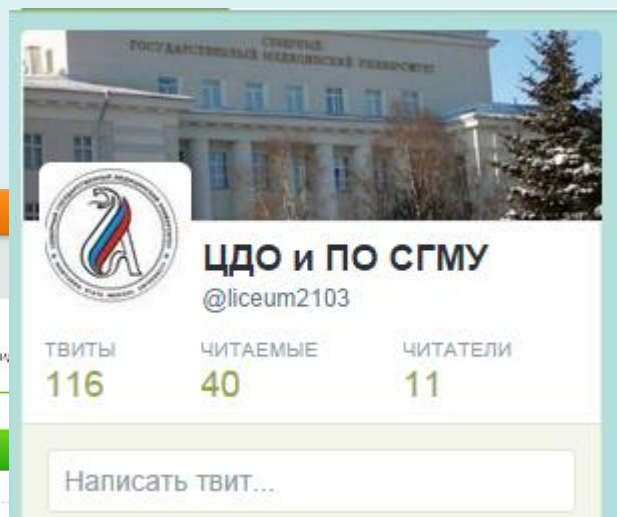 СЕВЕРНЫЙ
ГОСУДАРСТВЕННЫЙ МЕДИЦИНСКИЙ УНИВЕРСИТЕТ
ЦДО и ПО СГМУ
@liceum2103
ТВИТЫ ЧИТАЕМЫЕ ЧИТАТЕЛИ
116 40 11
Написать твит...